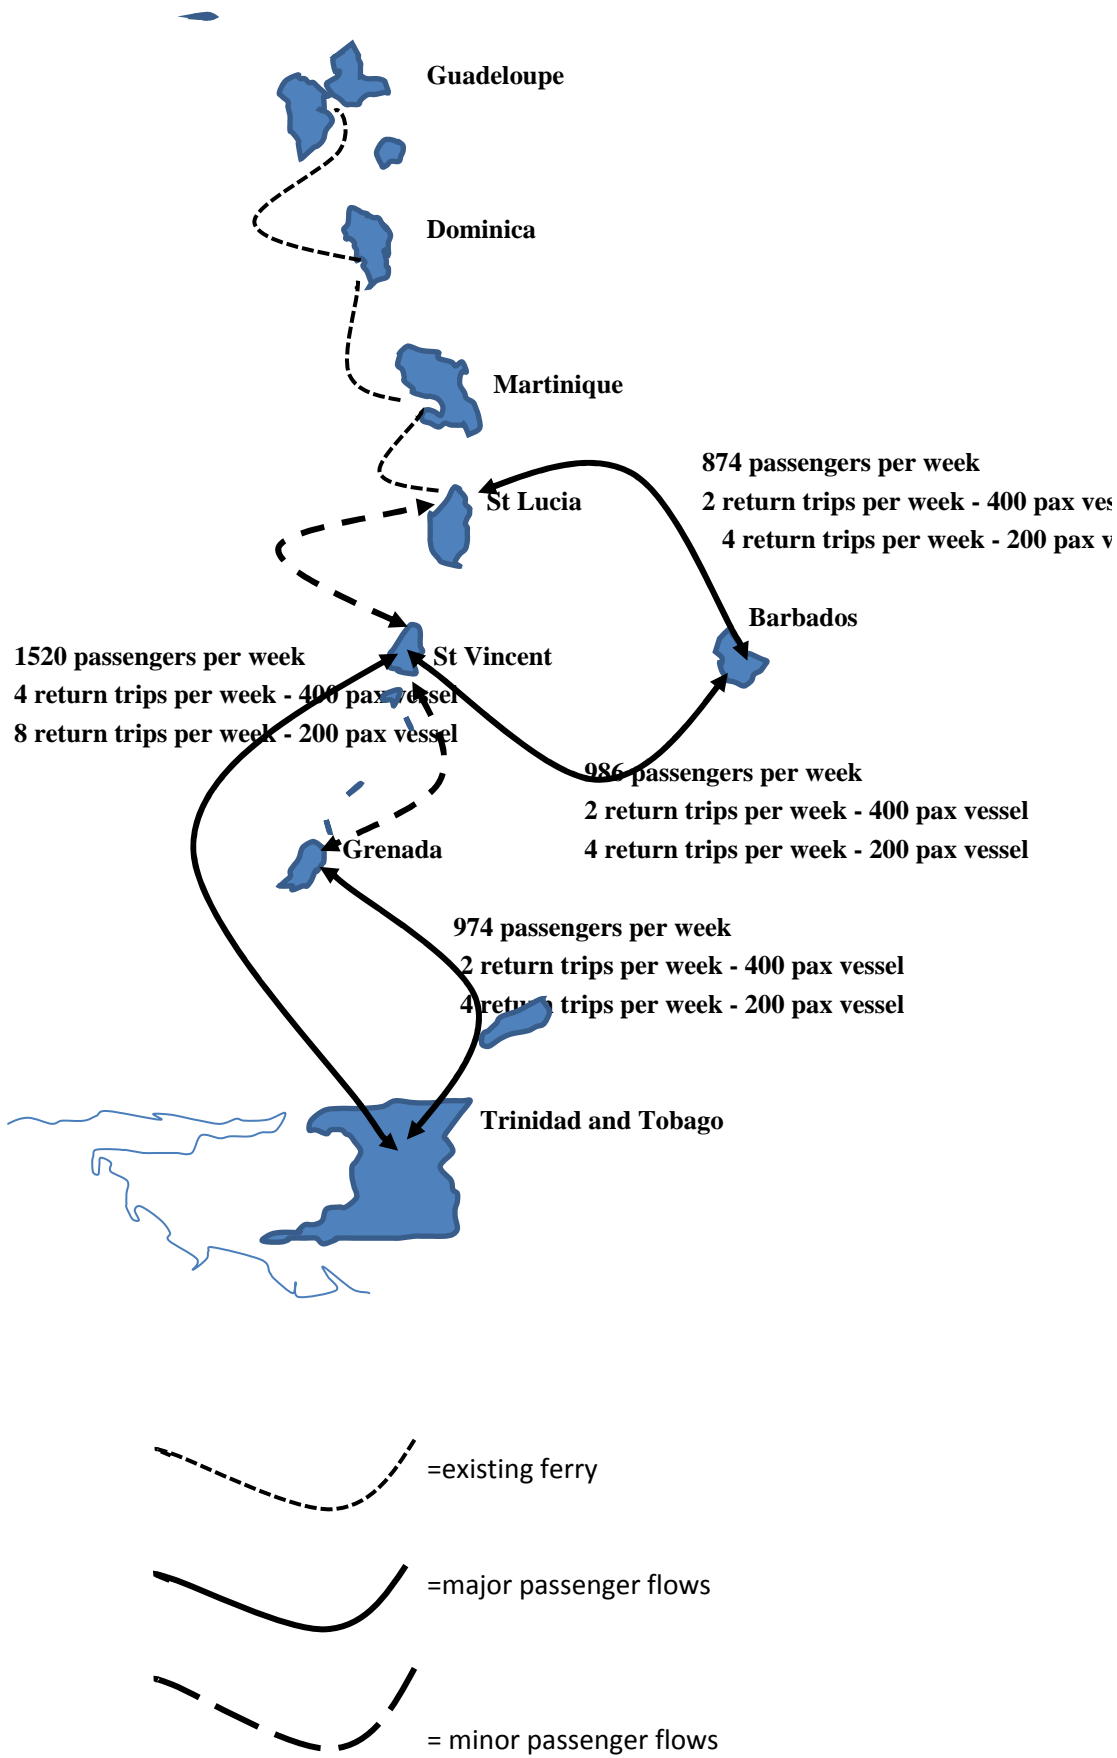 Guadeloupe
Dominica
Martinique
874 passengers per week
2 return trips per week - 400 pax
4 return trips per week - 200 pax
St Lucia
Barbados
St Vincent
1520 passengers per week
4 return trips per week - 400 pax vessel
8 return trips per week - 200 pax vessel
986 passengers per week
2 return trips per week - 400 pax vessel
4 return trips per week - 200 pax vessel
Grenada
974 passengers per week
2 return trips per week - 400 pax vessel
4 return trips per week - 200 pax vessel
Trinidad and Tobago
=existing ferry
=major passenger flows
= minor passenger flows